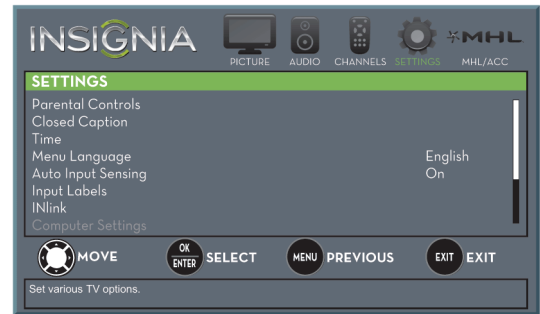 INSIGNIA
PICTURE AUDIO CHANNELS SETTINGS MHL/ACC
MHL
SETTINGS
Parental Controls
Closed Caption
Time
Menu Language English
Auto Input Sensing On
Input Labels
INlink
Computer Settings
MOVE OK ENTER SELECT MENU PREVIOUS EXIT EXIT
Set various TV options.